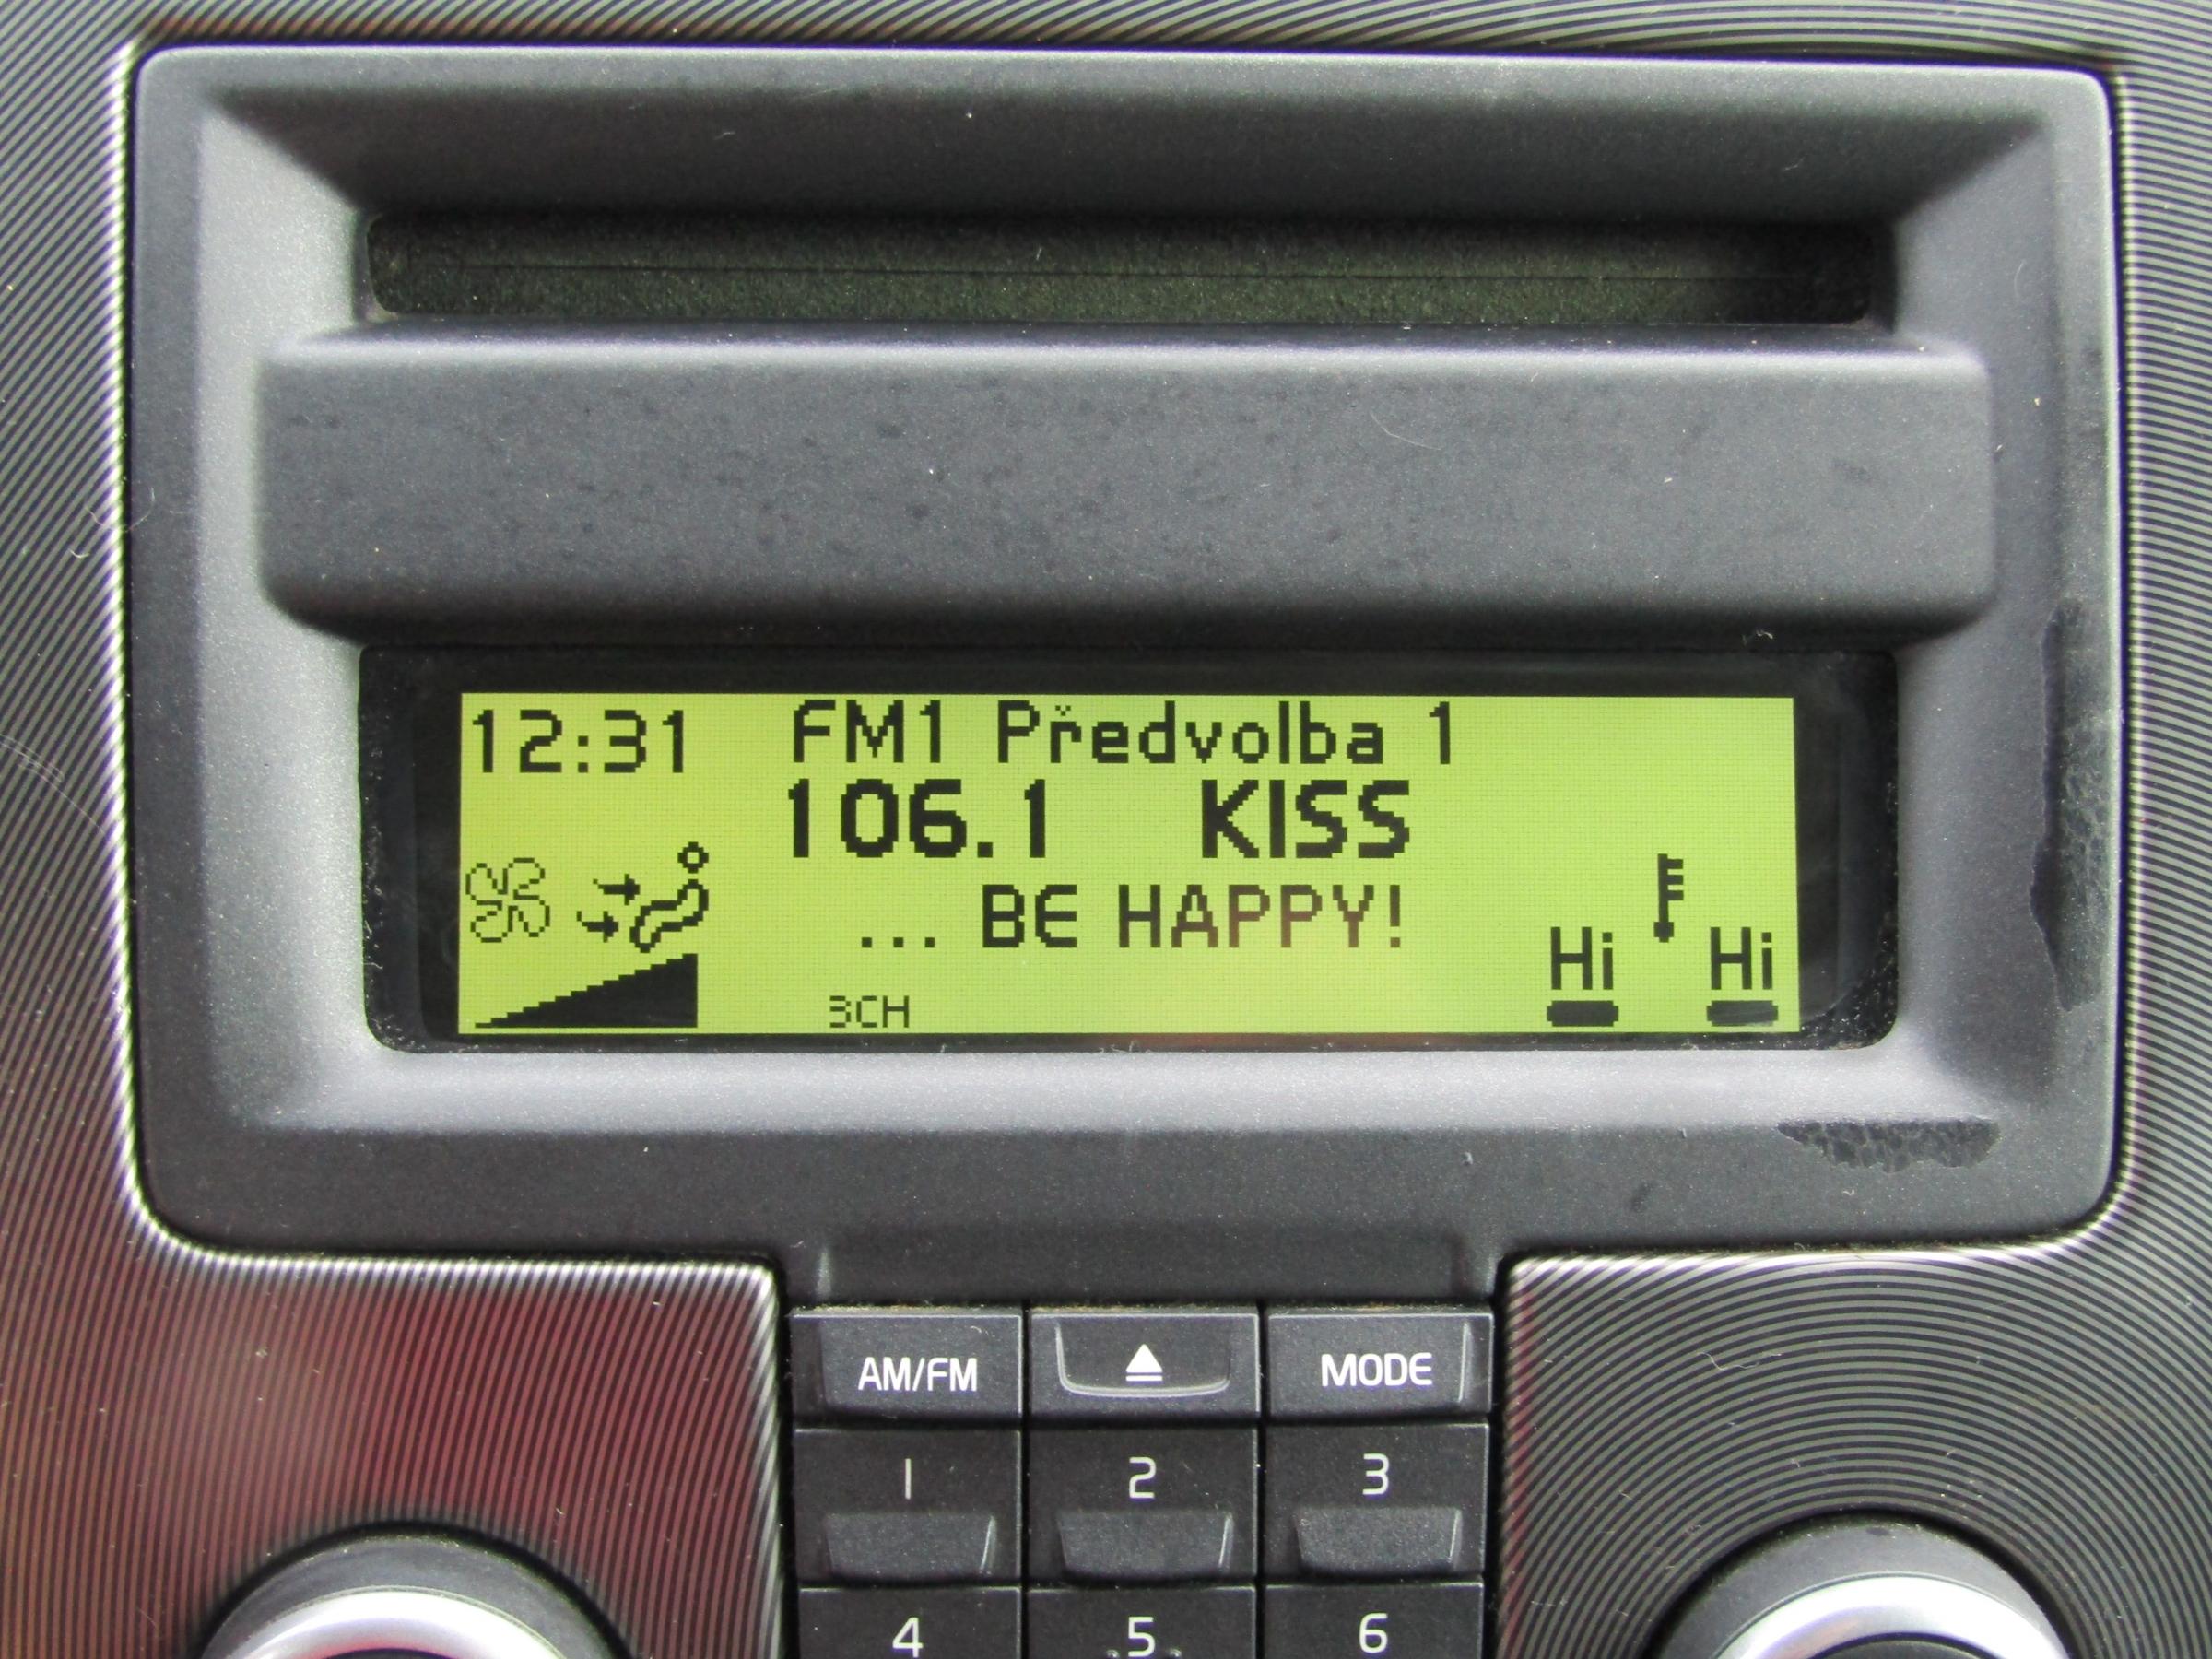 12:31 FM1 Předvolba 1
106.1 KISS
... BE HAPPY!
Hi Hi
3CH
AM/FM MODE
1 2 3
4 5 6